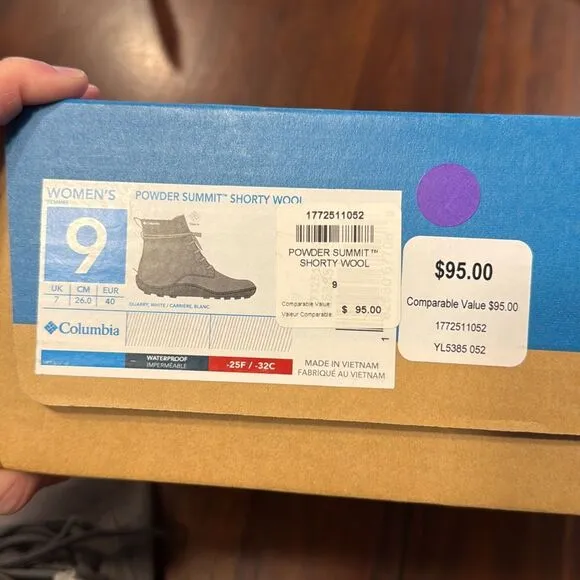 WOMEN'S
POWDER SUMMIT™ SHORTY WOOL
9
UK CM EUR
7 26.0 40
QUARRY, WHITE / CARRIÈRE, BLANC
Columbia
WATERPROOF
IMPERMÉABLE
-25F / -32C
MADE IN VIETNAM
FABRIQUÉ AU VIETNAM
1772511052
POWDER SUMMIT™
SHORTY WOOL
9
Comparable Value:
Valeur Comparable:
$ 95.00
1
$95.00
Comparable Value $95.00
1772511052
YL5385 052